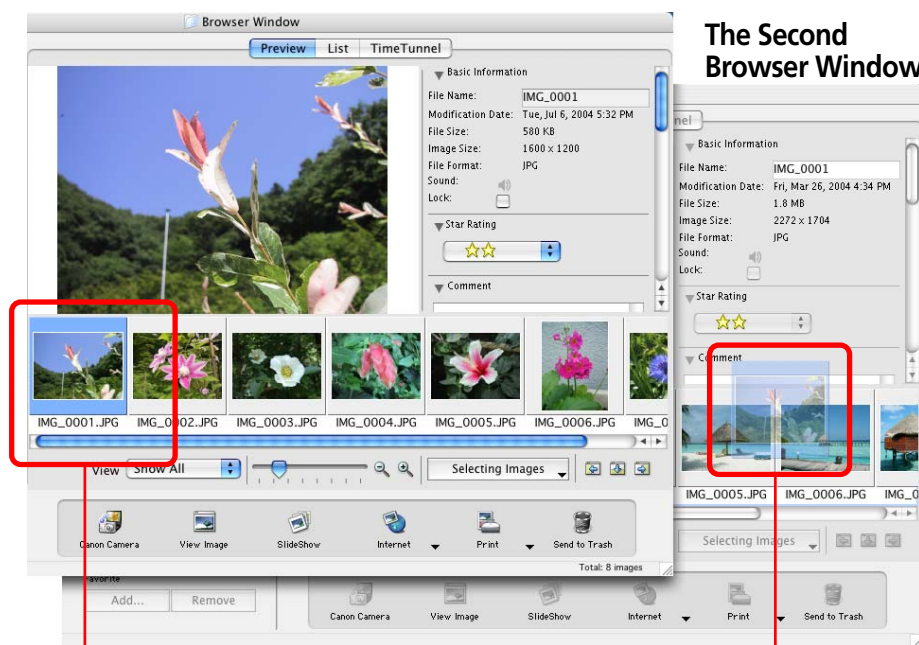 Browser Window
Preview List TimeTunnel
Basic Information
File Name: IMG_0001
Modification Date: Tue, Jul 6, 2004 5:32 PM
File Size: 580 KB
Image Size: 1600 x 1200
File Format: JPG
Sound:
Lock:
Star Rating
Comment
IMG_0001.JPG IMG_0002.JPG IMG_0003.JPG IMG_0004.JPG IMG_0005.JPG IMG_0006.JPG IMG_0
View Show All Selecting Images
Canon Camera View Image SlideShow Internet Print Send to Trash
Total: 8 images
The Second
Browser Window
nel
Basic Information
File Name: IMG_0001
Modification Date: Fri, Mar 26, 2004 4:34 PM
File Size: 1.8 MB
Image Size: 2272 x 1704
File Format: JPG
Sound:
Lock:
Star Rating
Comment
IMG_0005.JPG IMG_0006.JPG IMG_0
Selecting Images
Favorite
Add... Remove
Canon Camera View Image SlideShow Internet Print Send to Trash